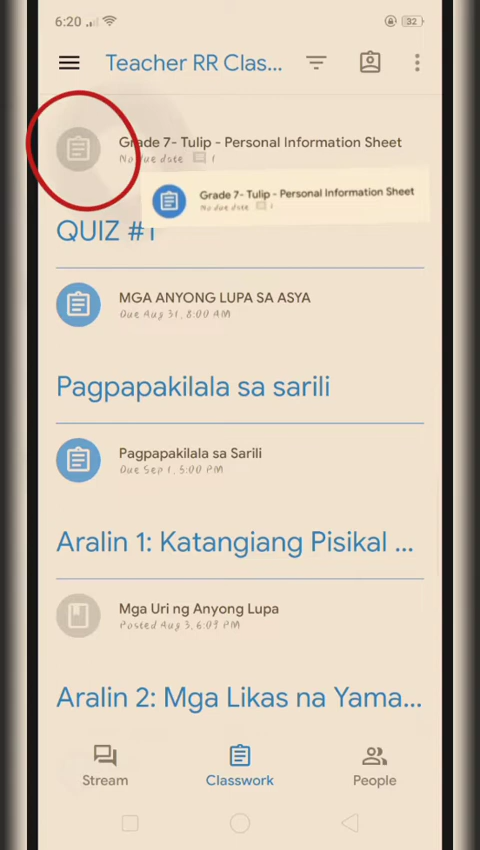 6:20
32
Teacher RR Clas...
Grade 7- Tulip - Personal Information Sheet
No due date 1
Grade 7- Tulip - Personal Information Sheet
No due date 1
QUIZ #1
MGA ANYONG LUPA SA ASYA
Due Aug 31, 8:00 AM
Pagpapakilala sa sarili
Pagpapakilala sa Sarili
Due Sep 1, 5:00 PM
Aralin 1: Katangiang Pisikal ...
Mga Uri ng Anyong Lupa
Posted Aug 3, 6:09 PM
Aralin 2: Mga Likas na Yama...
Stream
Classwork
People